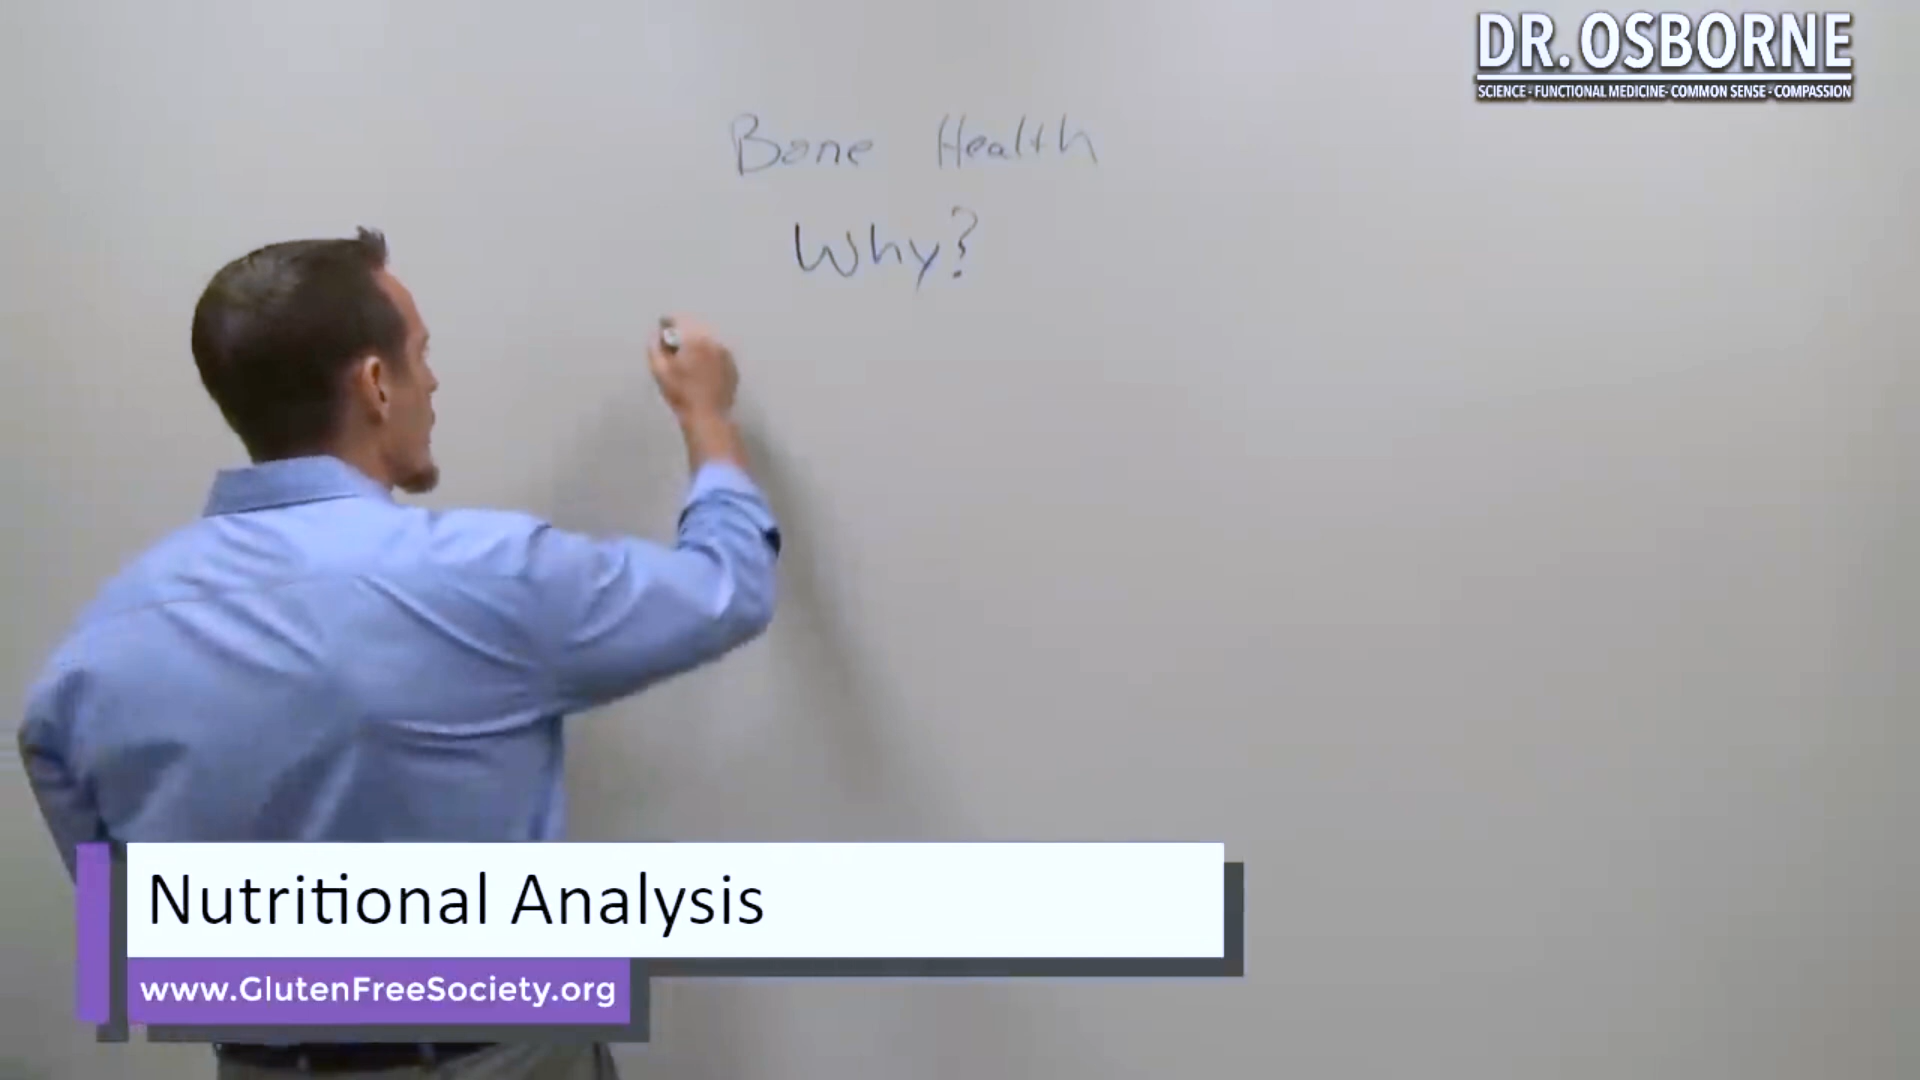 DR. OSBORNE
SCIENCE - FUNCTIONAL MEDICINE - COMMON SENSE - COMPASSION
Bone Health
Why?
Nutritional Analysis
www.GlutenFreeSociety.org